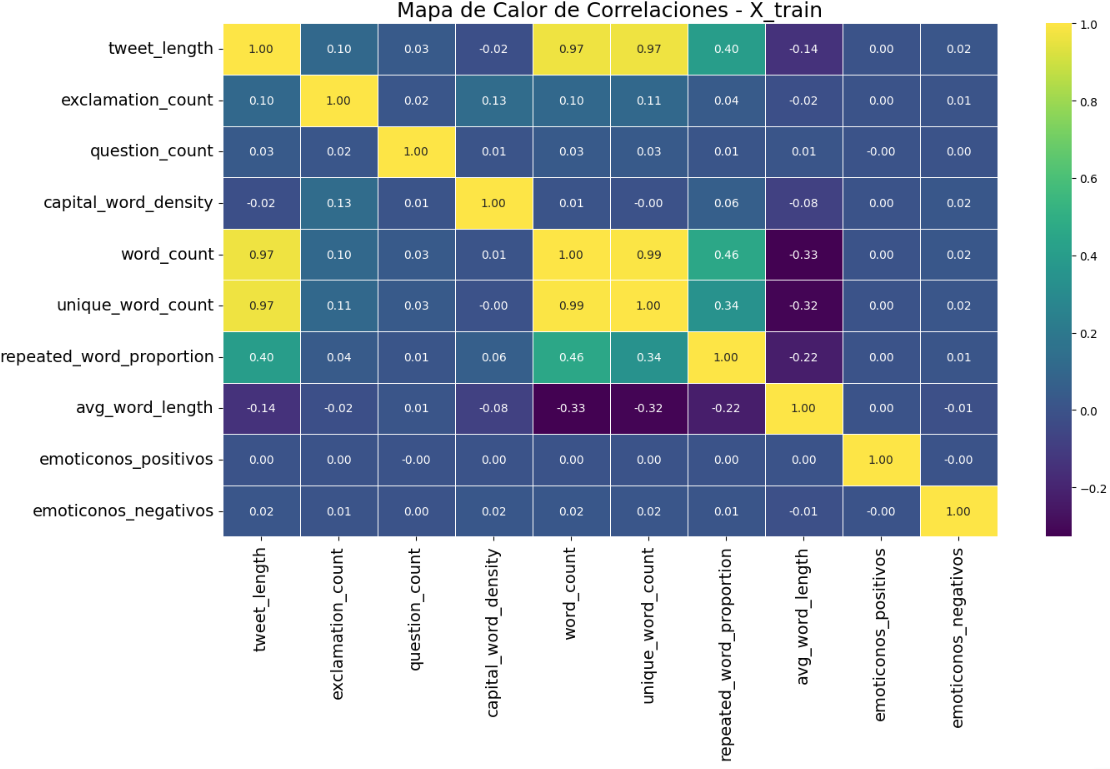 Mapa de Calor de Correlaciones - X_train
tweet_length 1.00 0.10 0.03 -0.02 0.97 0.97 0.40 -0.14 0.00 0.02
exclamation_count 0.10 1.00 0.02 0.13 0.10 0.11 0.04 -0.02 0.00 0.01
question_count 0.03 0.02 1.00 0.01 0.03 0.03 0.01 0.01 -0.00 0.00
capital_word_density -0.02 0.13 0.01 1.00 0.01 -0.00 0.06 -0.08 0.00 0.02
word_count 0.97 0.10 0.03 0.01 1.00 0.99 0.46 -0.33 0.00 0.02
unique_word_count 0.97 0.11 0.03 -0.00 0.99 1.00 0.34 -0.32 0.00 0.02
repeated_word_proportion 0.40 0.04 0.01 0.06 0.46 0.34 1.00 -0.22 0.00 0.01
avg_word_length -0.14 -0.02 0.01 -0.08 -0.33 -0.32 -0.22 1.00 0.00 -0.01
emoticonos_positivos 0.00 0.00 -0.00 0.00 0.00 0.00 0.00 0.00 1.00 -0.00
emoticonos_negativos 0.02 0.01 0.00 0.02 0.02 0.02 0.01 -0.01 -0.00 1.00
tweet_length
exclamation_count
question_count
capital_word_density
word_count
unique_word_count
repeated_word_proportion
avg_word_length
emoticonos_positivos
emoticonos_negativos
1.0
0.8
0.6
0.4
0.2
0.0
−0.2